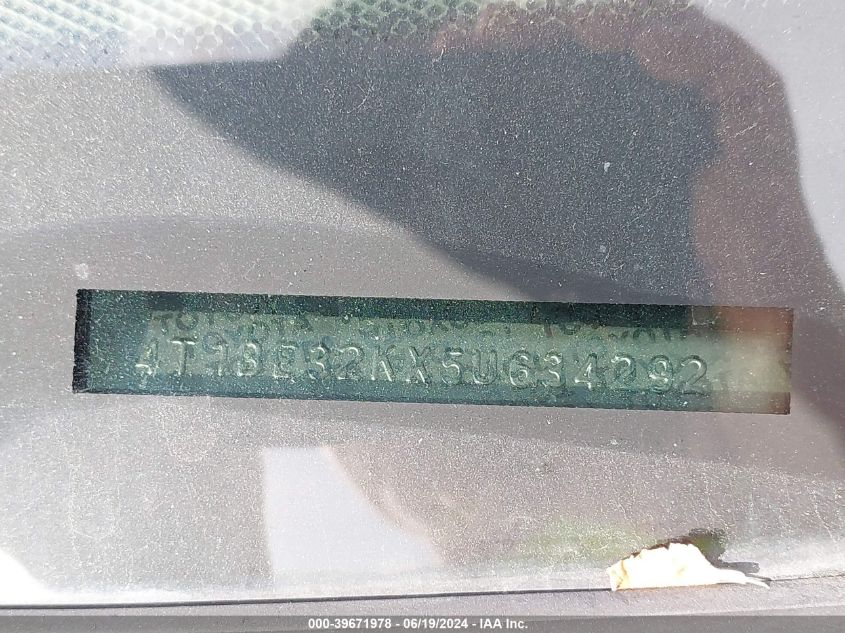 4T1BE32KX5U634292
000-39671978 - 06/19/2024 - IAA Inc.